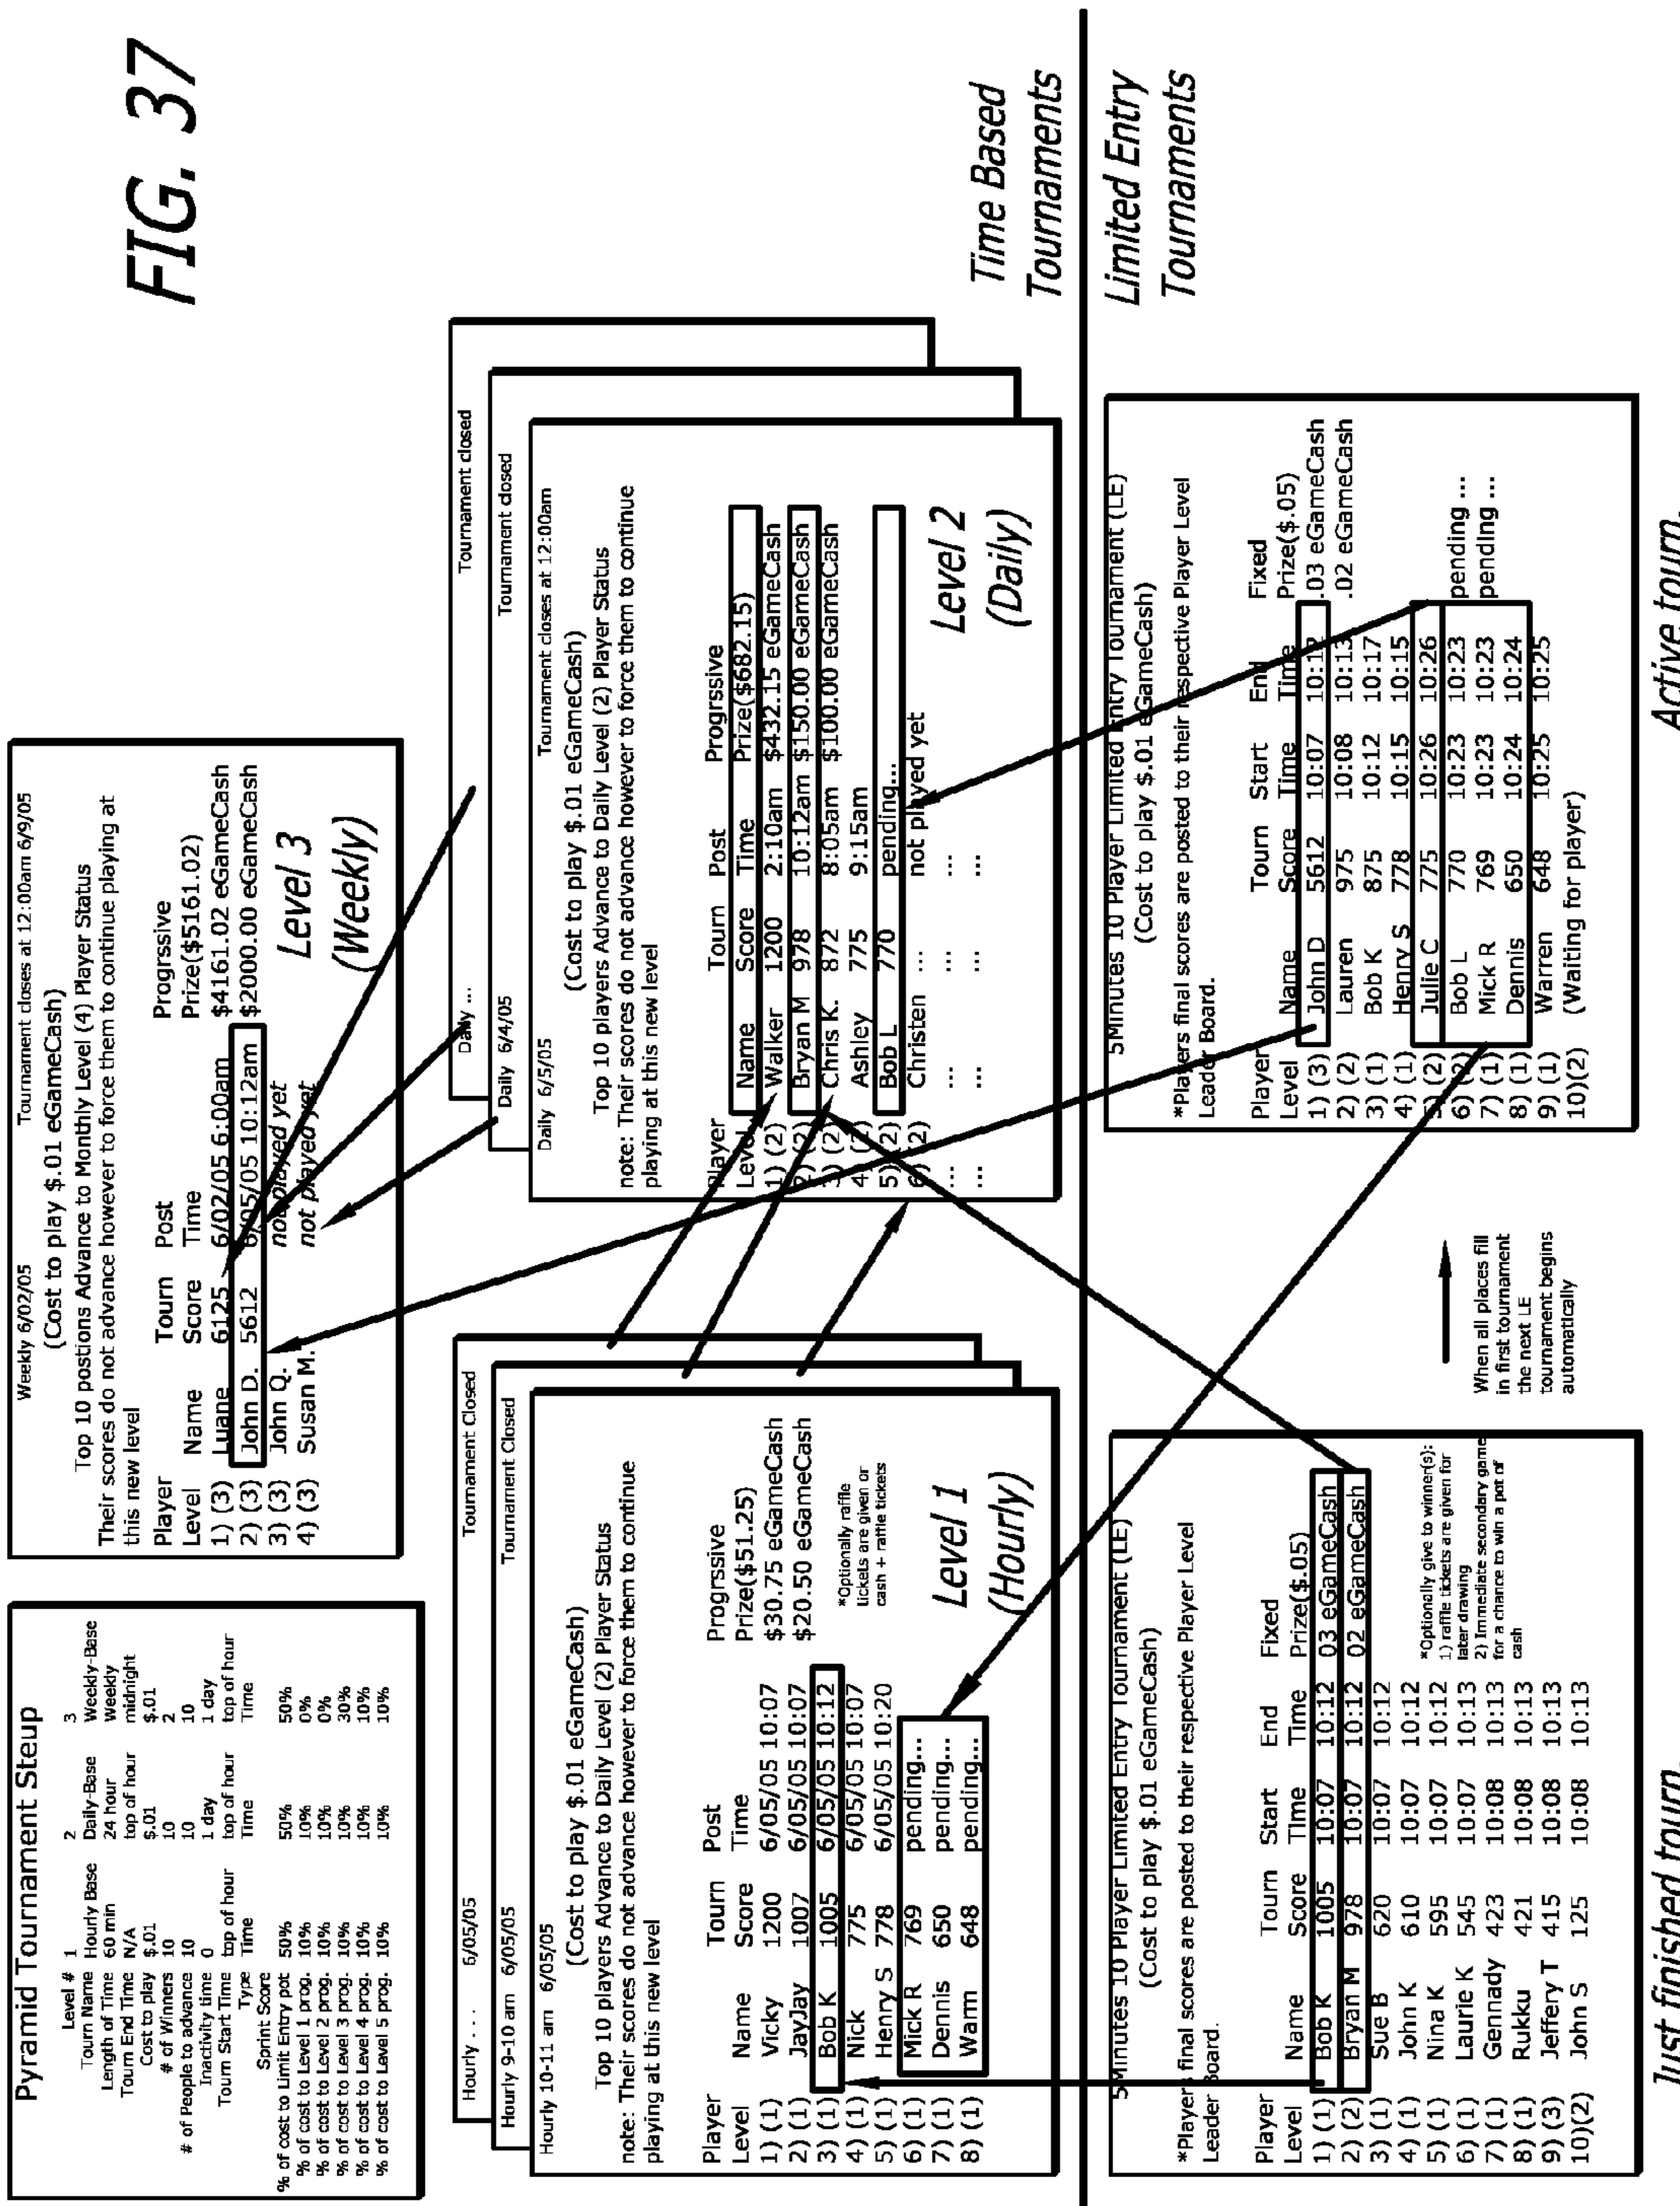 FIG. 37
Pyramid Tournament Steup
Level # 1 2 3
Tourn Name Hourly Base Daily-Base Weekly-Base
Length of Time 60 min 24 hour Weekly
Tourn End Time N/A top of hour midnight
Cost to play $.01 $.01 $.01
# of Winners 10 10 2
# of People to advance 10 10 10
Inactivity time 0 1 day 1 day
Tourn Start Time top of hour top of hour top of hour
Type Time Time Time
Sprint Score
% of cost to Limit Entry pot 50% 50% 50%
% of cost to Level 1 prog. 10% 10% 0%
% of cost to Level 2 prog. 10% 10% 0%
% of cost to Level 3 prog. 10% 10% 30%
% of cost to Level 4 prog. 10% 10% 10%
% of cost to Level 5 prog. 10% 10% 10%
Weekly 6/02/05 Tournament closes at 12:00am 6/9/05
(Cost to play $.01 eGameCash)
Top 10 postions Advance to Monthly Level (4) Player Status
Their scores do not advance however to force them to continue playing at
this new level
Player Tourn Post Progrssive
Level Name Score Time Prize($5161.02)
1) (3) Luane 6125 6/02/05 6:00am $4161.02 eGameCash
2) (3) John D. 5612 6/05/05 10:12am $2000.00 eGameCash
3) (3) John Q. not played yet
4) (3) Susan M. not played yet
Level 3
(Weekly)
Hourly . . . 6/05/05 Tournament Closed
Hourly 9-10 am 6/05/05 Tournament Closed
Hourly 10-11 am 6/05/05
(Cost to play $.01 eGameCash)
Top 10 players Advance to Daily Level (2) Player Status
note: Their scores do not advance however to force them to continue
playing at this new level
Player Tourn Post Progrssive
Level Name Score Time Prize($51.25)
1) (1) Vicky 1200 6/05/05 10:07 $30.75 eGameCash
2) (1) JayJay 1007 6/05/05 10:07 $20.50 eGameCash
3) (1) Bob K 1005 6/05/05 10:12
4) (1) Nick 775 6/05/05 10:07
5) (1) Henry S 778 6/05/05 10:20
6) (1) Mick R 769 pending...
7) (1) Dennis 650 pending...
8) (1) Warm 648 pending...
*Optionally raffle
tickets are given or
cash + raffle tickets
Level 1
(Hourly)
Daily ... Tournament closed
Daily 6/4/05 Tournament closed
Daily 6/5/05 Tournament closes at 12:00am
(Cost to play $.01 eGameCash)
Top 10 players Advance to Daily Level (2) Player Status
note: Their scores do not advance however to force them to continue
playing at this new level
Player Tourn Post Progrssive
Level Name Score Time Prize($682.15)
1) (2) Walker 1200 2:10am $432.15 eGameCash
2) (2) Bryan M 978 10:12am $150.00 eGameCash
3) (2) Chris K. 872 8:05am $100.00 eGameCash
4) (2) Ashley 775 9:15am
5) (2) Bob L 770 pending...
6) (2) Christen ... not played yet
... ... ... ...
... ... ... ...
Level 2
(Daily)
Time Based
Tournaments
Limited Entry
Tournaments
5Minutes 10 Player Limited Entry Tournament (LE)
(Cost to play $.01 eGameCash)
*Players final scores are posted to their respective Player Level
Leader Board.
Player Tourn Start End Fixed
Level Name Score Time Time Prize($.05)
1) (1) Bob K 1005 10:07 10:12 03 eGameCash
2) (2) Bryan M 978 10:07 10:12 02 eGameCash
3) (1) Sue B 620 10:07 10:12
4) (1) John K 610 10:07 10:12
5) (1) Nina K 595 10:07 10:12
6) (1) Laurie K 545 10:07 10:13
7) (1) Gennady 423 10:08 10:13
8) (1) Rukku 421 10:08 10:13
9) (3) Jeffery T 415 10:08 10:13
10)(2) John S 125 10:08 10:13
*Optionally give to winner(s):
1) raffle tickets are given for
later drawing
2) Immediate secondary game
for a chance to win a pot of
cash
Just finished tourn.
When all places fill
in first tournament
the next LE
tournament begins
automatically
5Minutes 10 Player Limited Entry Tournament (LE)
(Cost to play $.01 eGameCash)
*Players final scores are posted to their respective Player Level
Leader Board.
Player Tourn Start End Fixed
Level Name Score Time Time Prize($.05)
1) (3) John D 5612 10:07 10:12 .03 eGameCash
2) (2) Lauren 975 10:08 10:13 .02 eGameCash
3) (1) Bob K 875 10:12 10:17
4) (1) Henry S 778 10:15 10:15
5) (2) Julie C 775 10:26 10:26
6) (2) Bob L 770 10:23 10:23 pending ...
7) (1) Mick R 769 10:23 10:23 pending ...
8) (1) Dennis 650 10:24 10:24
9) (1) Warren 648 10:25 10:25
10)(2) (Waiting for player)
Active tourn.